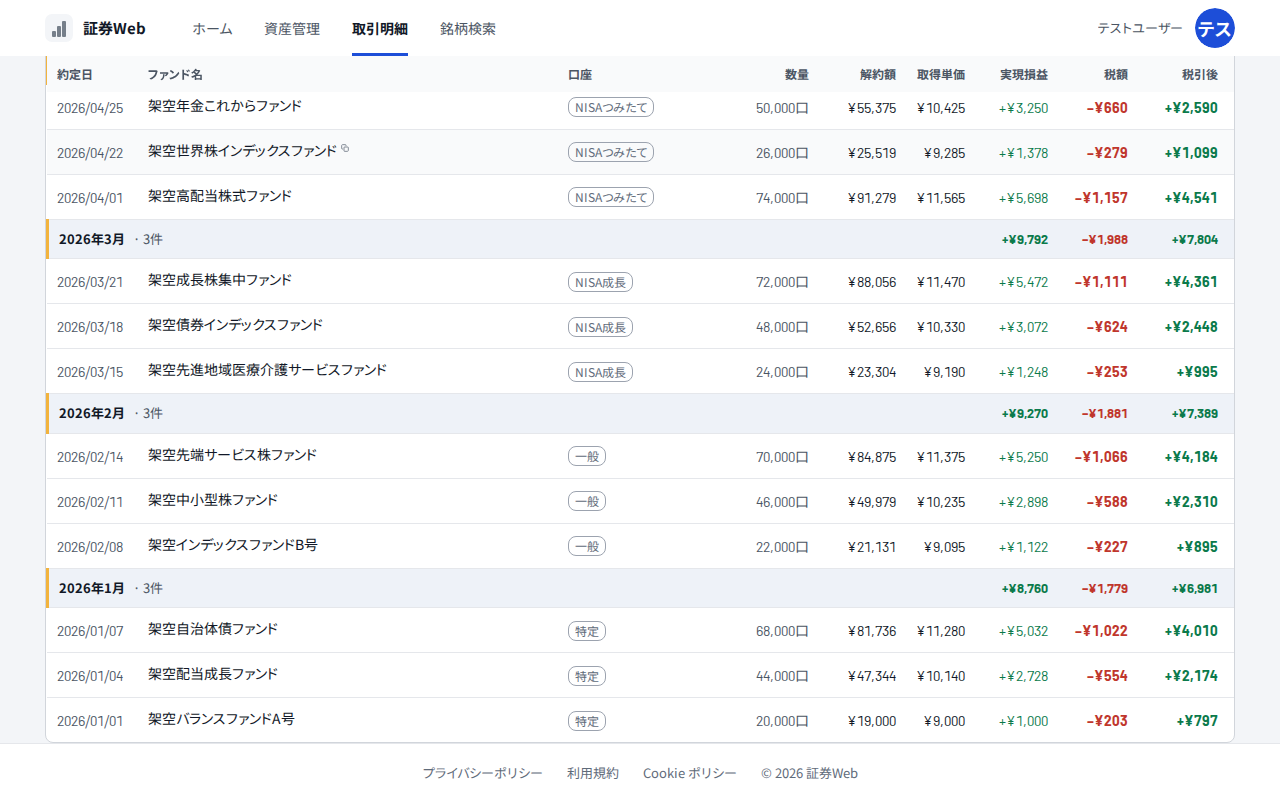 証券Web ホーム 資産管理 取引明細 銘柄検索 テストユーザー テス
約定日 ファンド名 口座 数量 解約額 取得単価 実現損益 税額 税引後
2026/04/25 架空年金これからファンド NISAつみたて 50,000口 ¥55,375 ¥10,425 +¥3,250 −¥660 +¥2,590
2026/04/22 架空世界株インデックスファンド NISAつみたて 26,000口 ¥25,519 ¥9,285 +¥1,378 −¥279 +¥1,099
2026/04/01 架空高配当株式ファンド NISAつみたて 74,000口 ¥91,279 ¥11,565 +¥5,698 −¥1,157 +¥4,541
2026年3月 · 3件 +¥9,792 −¥1,988 +¥7,804
2026/03/21 架空成長株集中ファンド NISA成長 72,000口 ¥88,056 ¥11,470 +¥5,472 −¥1,111 +¥4,361
2026/03/18 架空債券インデックスファンド NISA成長 48,000口 ¥52,656 ¥10,330 +¥3,072 −¥624 +¥2,448
2026/03/15 架空先進地域医療介護サービスファンド NISA成長 24,000口 ¥23,304 ¥9,190 +¥1,248 −¥253 +¥995
2026年2月 · 3件 +¥9,270 −¥1,881 +¥7,389
2026/02/14 架空先端サービス株ファンド 一般 70,000口 ¥84,875 ¥11,375 +¥5,250 −¥1,066 +¥4,184
2026/02/11 架空中小型株ファンド 一般 46,000口 ¥49,979 ¥10,235 +¥2,898 −¥588 +¥2,310
2026/02/08 架空インデックスファンドB号 一般 22,000口 ¥21,131 ¥9,095 +¥1,122 −¥227 +¥895
2026年1月 · 3件 +¥8,760 −¥1,779 +¥6,981
2026/01/07 架空自治体債ファンド 特定 68,000口 ¥81,736 ¥11,280 +¥5,032 −¥1,022 +¥4,010
2026/01/04 架空配当成長ファンド 特定 44,000口 ¥47,344 ¥10,140 +¥2,728 −¥554 +¥2,174
2026/01/01 架空バランスファンドA号 特定 20,000口 ¥19,000 ¥9,000 +¥1,000 −¥203 +¥797
プライバシーポリシー 利用規約 Cookie ポリシー © 2026 証券Web